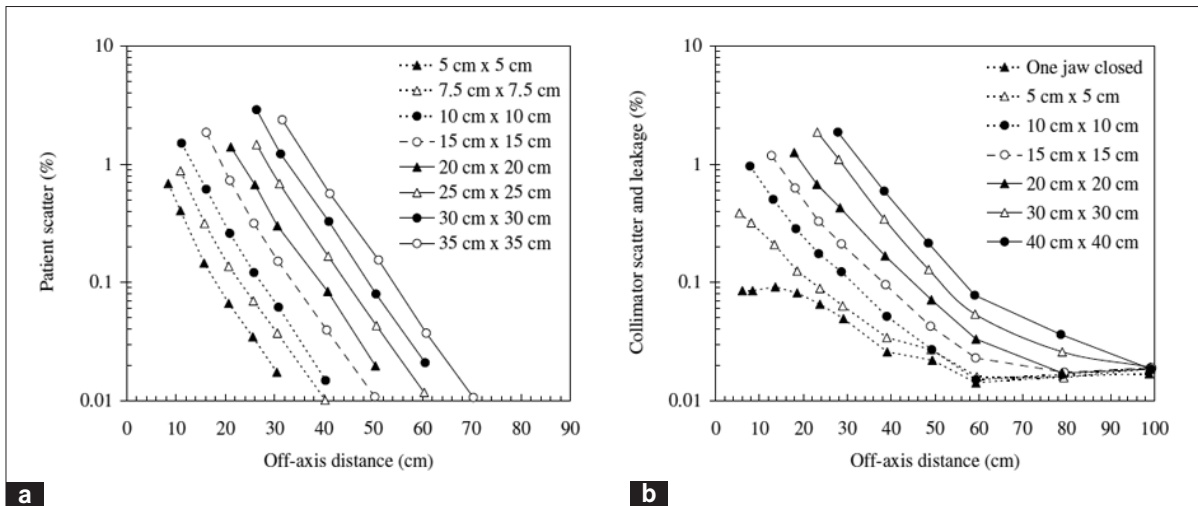 10
1
0.1
0.01
Patient scatter (%)
5 cm x 5 cm
7.5 cm x 7.5 cm
10 cm x 10 cm
15 cm x 15 cm
20 cm x 20 cm
25 cm x 25 cm
30 cm x 30 cm
35 cm x 35 cm
0 10 20 30 40 50 60 70 80 90
Off-axis distance (cm)
a
10
1
0.1
0.01
Collimator scatter and leakage (%)
One jaw closed
5 cm x 5 cm
10 cm x 10 cm
15 cm x 15 cm
20 cm x 20 cm
30 cm x 30 cm
40 cm x 40 cm
0 10 20 30 40 50 60 70 80 90 100
Off-axis distance (cm)
b